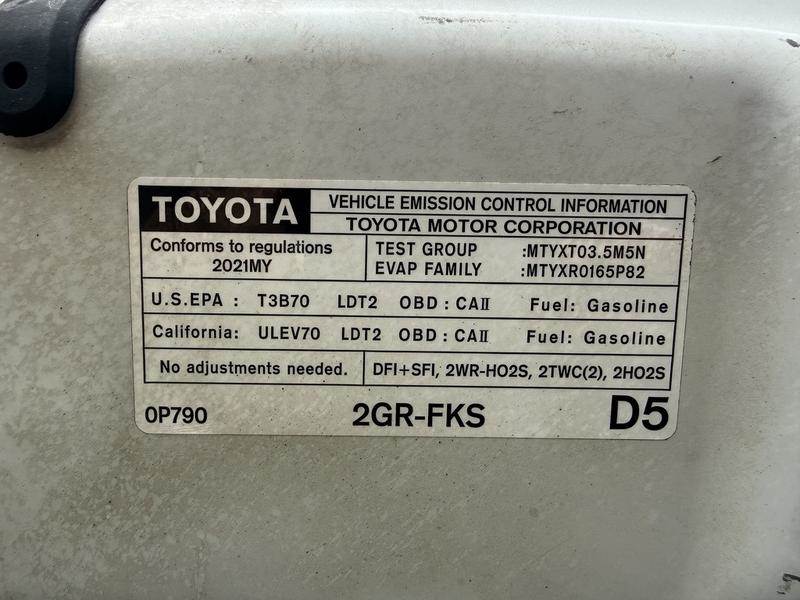 TOYOTA
VEHICLE EMISSION CONTROL INFORMATION
TOYOTA MOTOR CORPORATION
Conforms to regulations
2021MY
TEST GROUP :MTYXT03.5M5N
EVAP FAMILY :MTYXR0165P82
U.S.EPA : T3B70 LDT2 OBD : CAⅡ Fuel: Gasoline
California: ULEV70 LDT2 OBD : CAⅡ Fuel: Gasoline
No adjustments needed.
DFI+SFI, 2WR-HO2S, 2TWC(2), 2HO2S
0P790 2GR-FKS D5